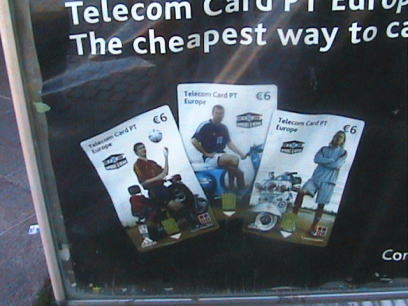 Telecom Card PT Europ
The cheapest way to ca
Telecom Card PT
Europe
€6
Telecom Card PT
Europe
€6
Telecom Card PT
Europe
€6
Con